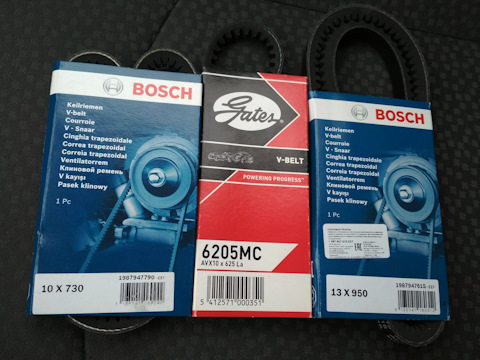 BOSCH
Keilriemen
V-belt
Courroie
V - Snaar
Cinghia trapezoidale
Correa trapezoidal
Correia trapezoidal
Ventilatorrem
Клиновой ремень
V kayışı
Pasek klinowy
1 Pc
10 X 730
1987947790
Gates
V-BELT
POWERING PROGRESS™
6205MC
AVX10 x 625 La
5 412571 000351
BOSCH
Keilriemen
V-belt
Courroie
V - Snaar
Cinghia trapezoidale
Correa trapezoidal
Correia trapezoidal
Ventilatorrem
Клиновой ремень
V kayışı
Pasek klinowy
1 Pc
13 X 950
1987947615